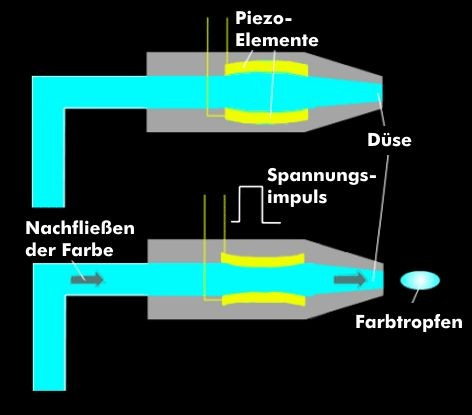 Piezo-
Elemente
Düse
Spannungs-
impuls
Nachfließen
der Farbe
Farbtropfen